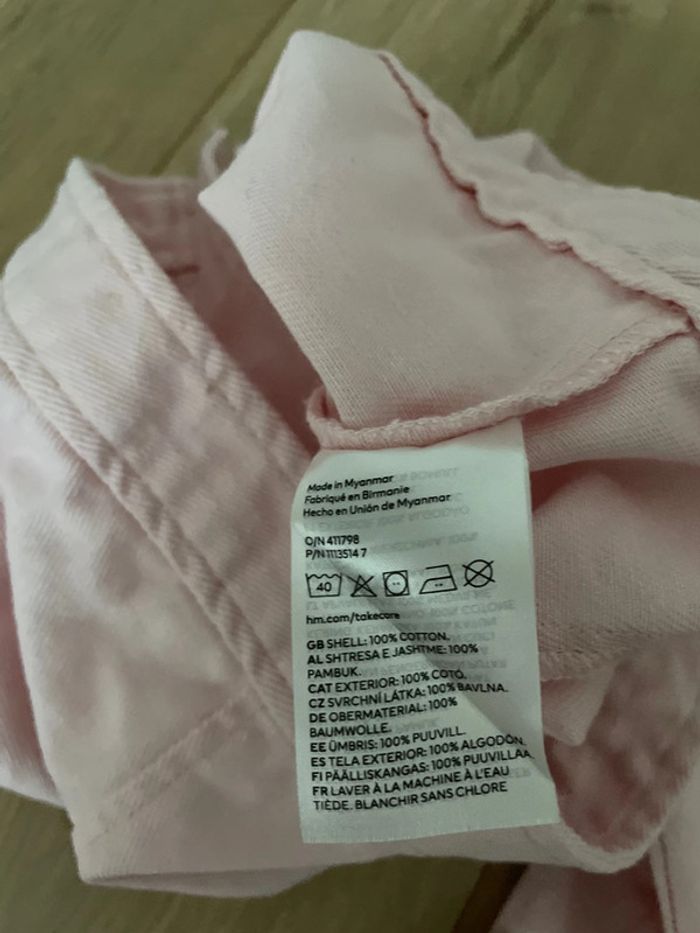 Made in Myanmar
Fabriqué en Birmanie
Hecho en Unión de Myanmar
O/N 411798
P/N 1113514 7
40
hm.com/takecare
GB SHELL: 100% COTTON.
AL SHTRESA E JASHTME: 100%
PAMBUK.
CAT EXTERIOR: 100% COTÓ.
CZ SVRCHNÍ LÁTKA: 100% BAVLNA.
DE OBERMATERIAL: 100%
BAUMWOLLE.
EE ÜMBRIS: 100% PUUVILL.
ES TELA EXTERIOR: 100% ALGODÓN.
FI PÄÄLLISKANGAS: 100% PUUVILLAA.
FR LAVER À LA MACHINE À L'EAU
TIÈDE. BLANCHIR SANS CHLORE